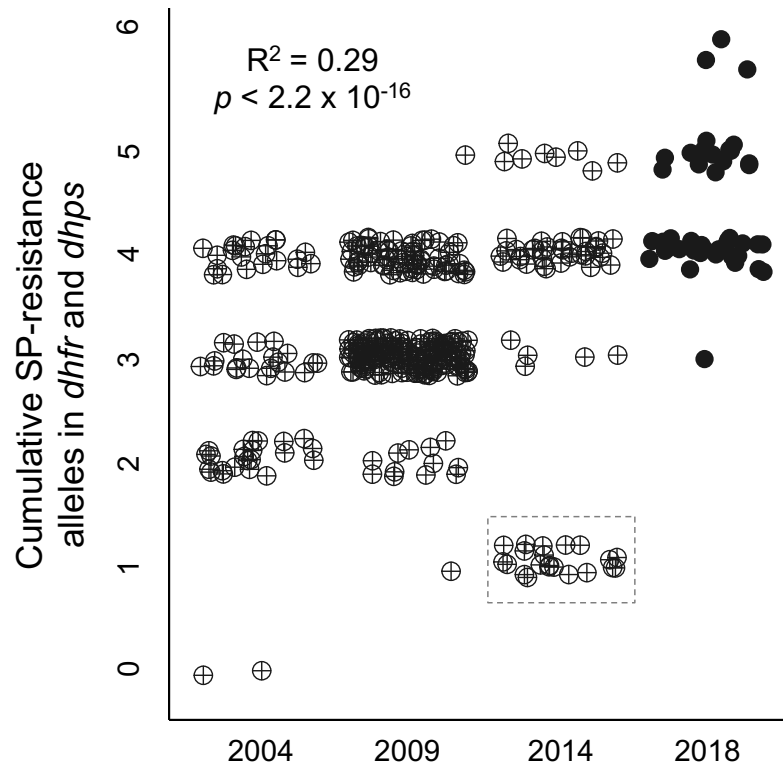 R² = 0.29
p < 2.2 x 10⁻¹⁶
Cumulative SP-resistance
alleles in dhfr and dhps
6
5
4
3
2
1
0
2004 2009 2014 2018